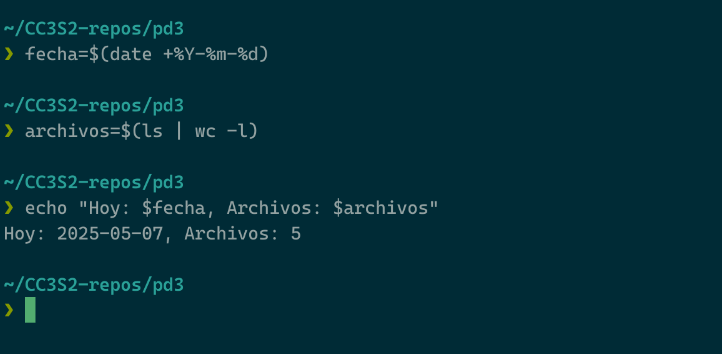 ~/CC3S2-repos/pd3
❯ fecha=$(date +%Y-%m-%d)
~/CC3S2-repos/pd3
❯ archivos=$(ls | wc -l)
~/CC3S2-repos/pd3
❯ echo "Hoy: $fecha, Archivos: $archivos"
Hoy: 2025-05-07, Archivos: 5
~/CC3S2-repos/pd3
❯